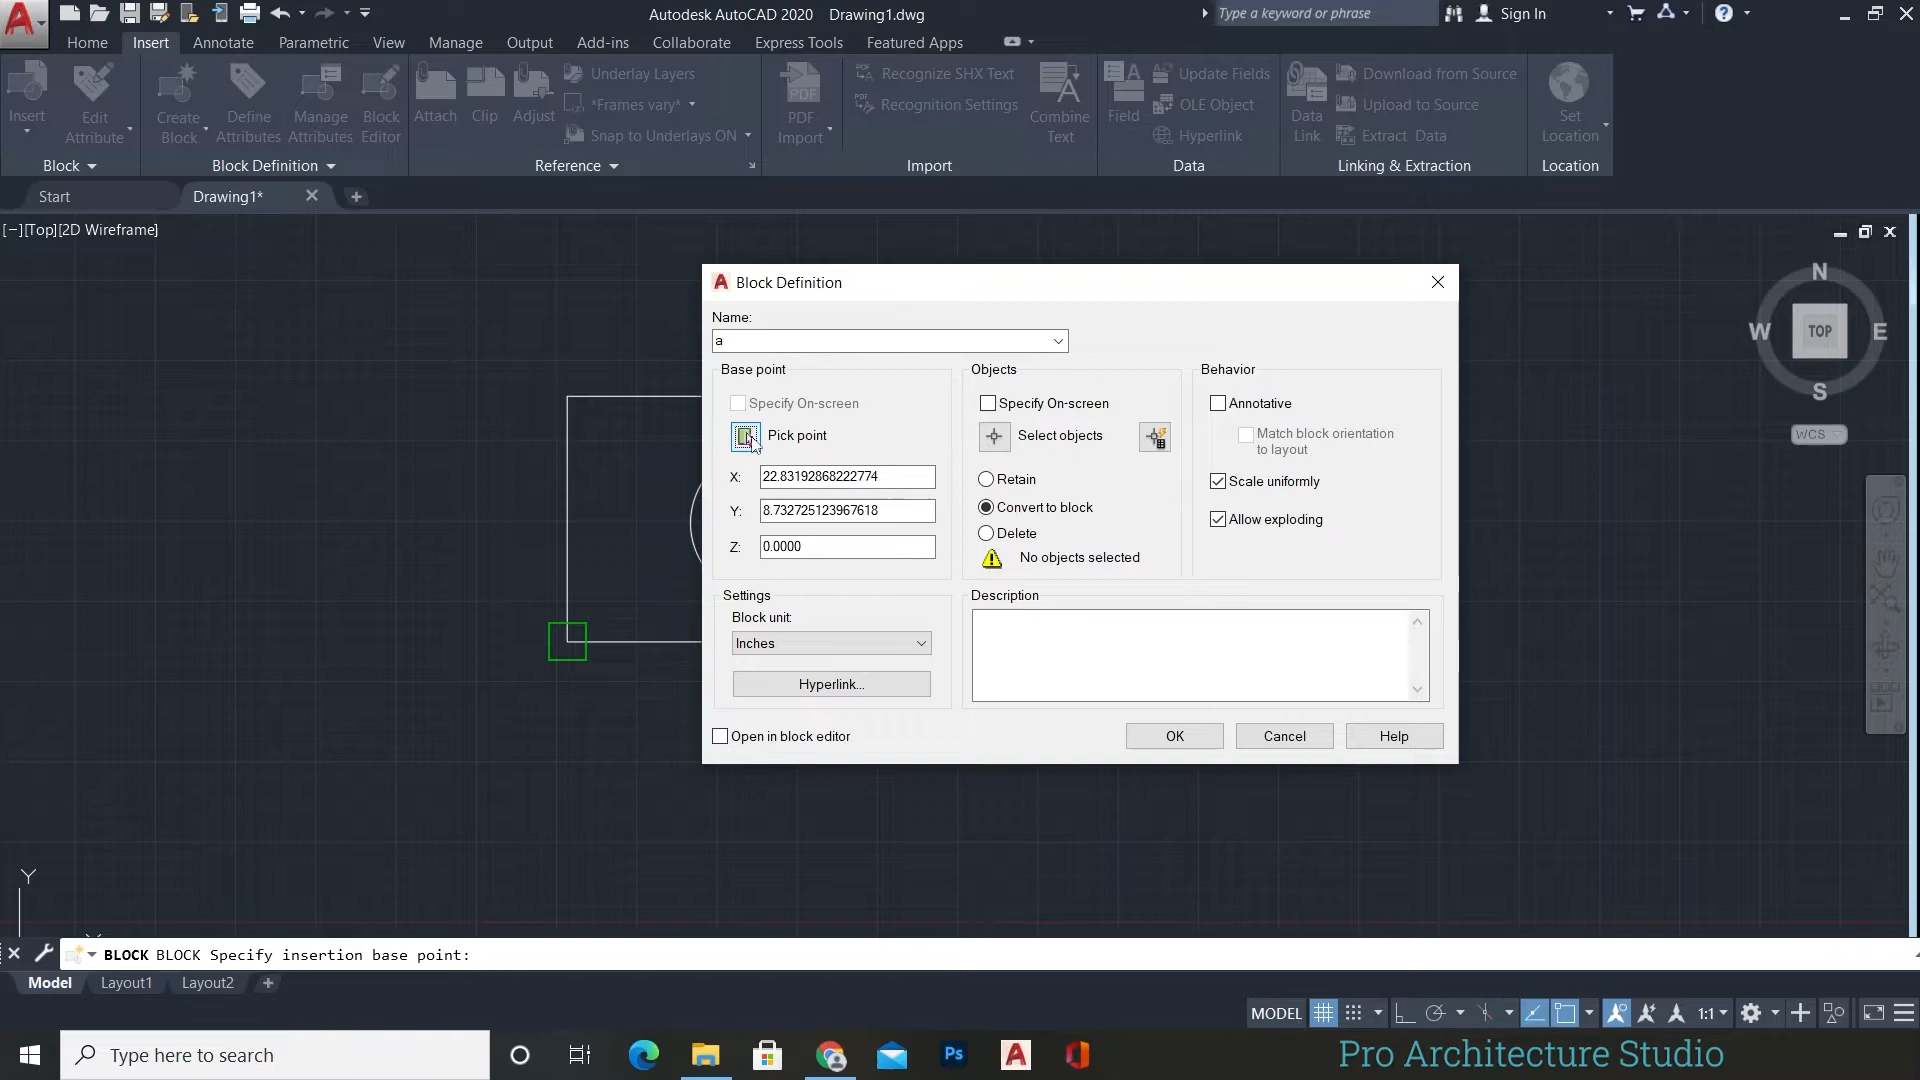 Autodesk AutoCAD 2020 Drawing1.dwg
Type a keyword or phrase
Sign In
Home Insert Annotate Parametric View Manage Output Add-ins Collaborate Express Tools Featured Apps
Insert
Edit
Attribute
Create
Block
Define
Attributes
Manage
Attributes
Block
Editor
Attach
Clip
Adjust
Underlay Layers
*Frames vary*
Snap to Underlays ON
PDF
Import
Recognize SHX Text
Recognition Settings
Combine
Text
Field
Update Fields
OLE Object
Hyperlink
Data
Link
Download from Source
Upload to Source
Extract Data
Set
Location
Block
Block Definition
Reference
Import
Data
Linking & Extraction
Location
Start
Drawing1*
[−][Top][2D Wireframe]
N
W TOP E
S
WCS
Block Definition
Name:
a
Base point
Specify On-screen
Pick point
X: 22.83192868222774
Y: 8.732725123967618
Z: 0.0000
Objects
Specify On-screen
Select objects
Retain
Convert to block
Delete
No objects selected
Behavior
Annotative
Match block orientation
to layout
Scale uniformly
Allow exploding
Settings
Block unit:
Inches
Hyperlink...
Description
Open in block editor
OK
Cancel
Help
Y
BLOCK BLOCK Specify insertion base point:
Model Layout1 Layout2
MODEL
1:1
Type here to search
Ps
Pro Architecture Studio